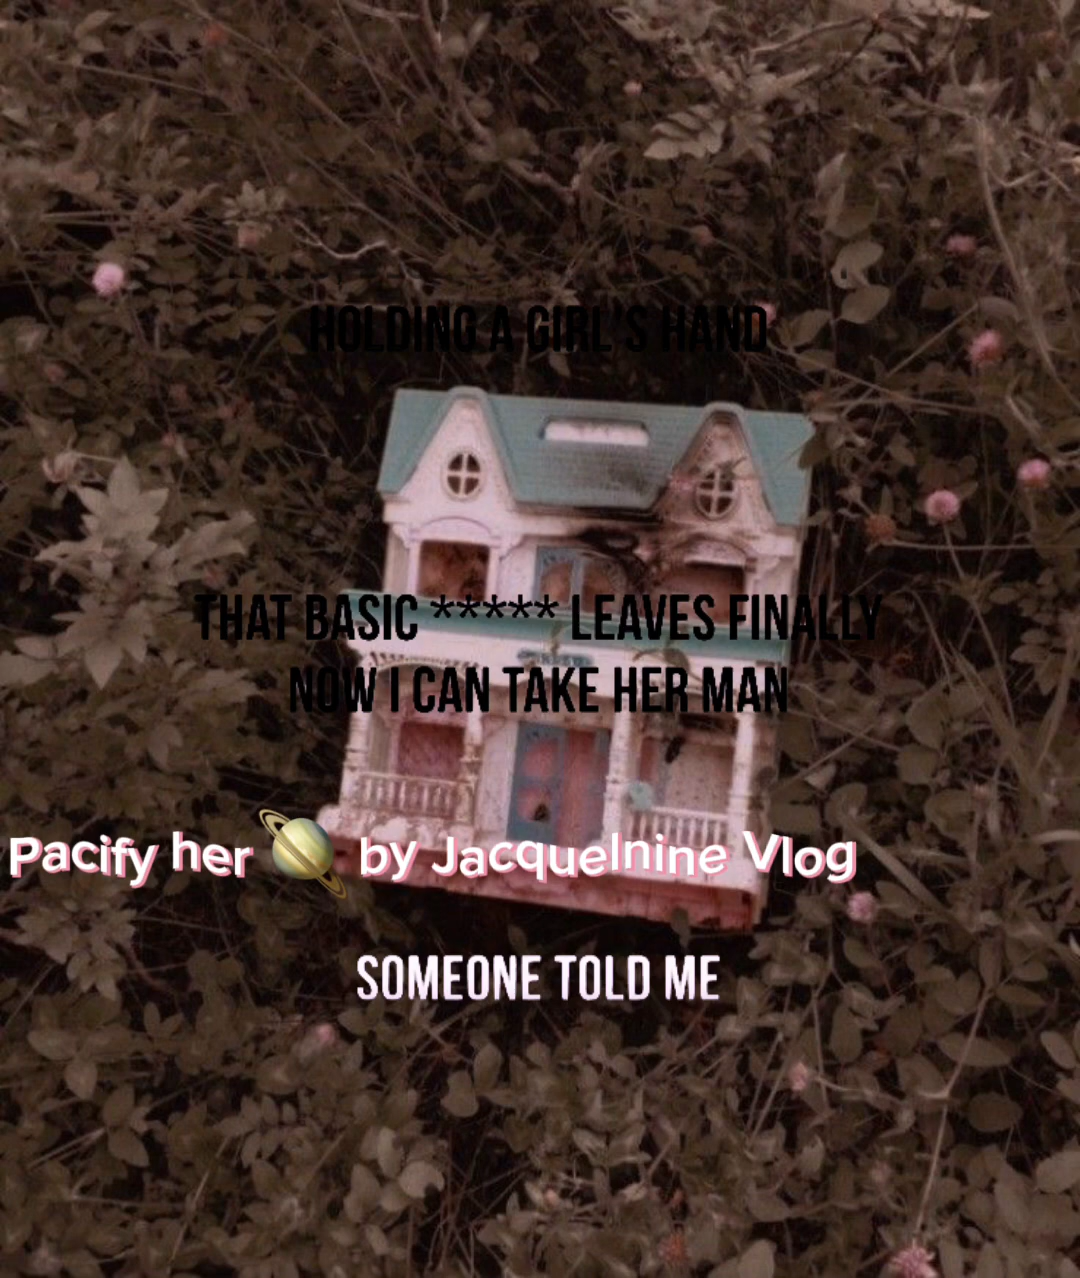 HOLDING A GIRL'S HAND
THAT BASIC ***** LEAVES FINALLY
NOW I CAN TAKE HER MAN
Pacify her 🪐 by Jacquelnine Vlog
SOMEONE TOLD ME